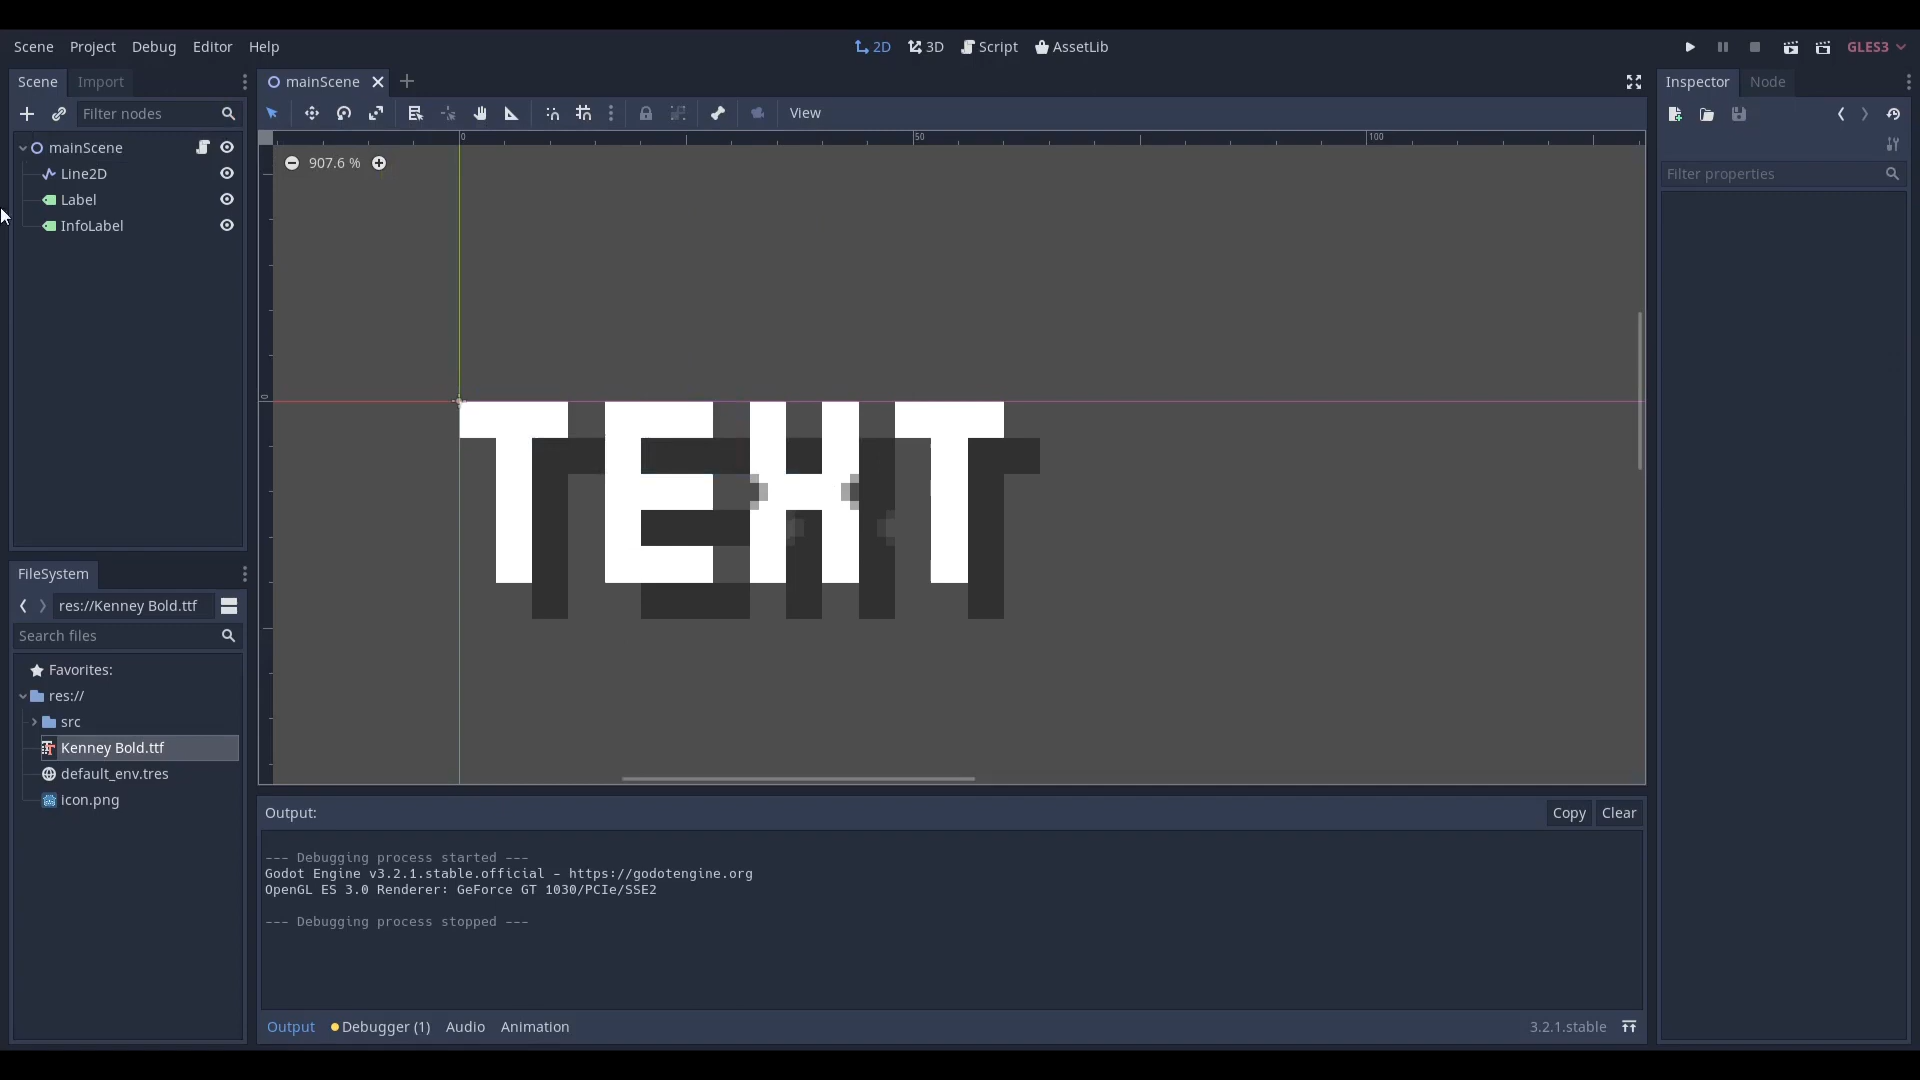 Scene Project Debug Editor Help 2D 3D Script AssetLib GLES3
Scene Import mainScene Inspector Node
Filter nodes View
mainScene
Line2D
Label
InfoLabel
0 50 100
907.6 %
Filter properties
0
TEXT
FileSystem
res://Kenney Bold.ttf
Search files
Favorites:
res://
src
Kenney Bold.ttf
default_env.tres
icon.png
Output: Copy Clear
--- Debugging process started ---
Godot Engine v3.2.1.stable.official - https://godotengine.org
OpenGL ES 3.0 Renderer: GeForce GT 1030/PCIe/SSE2
--- Debugging process stopped ---
Output Debugger (1) Audio Animation 3.2.1.stable